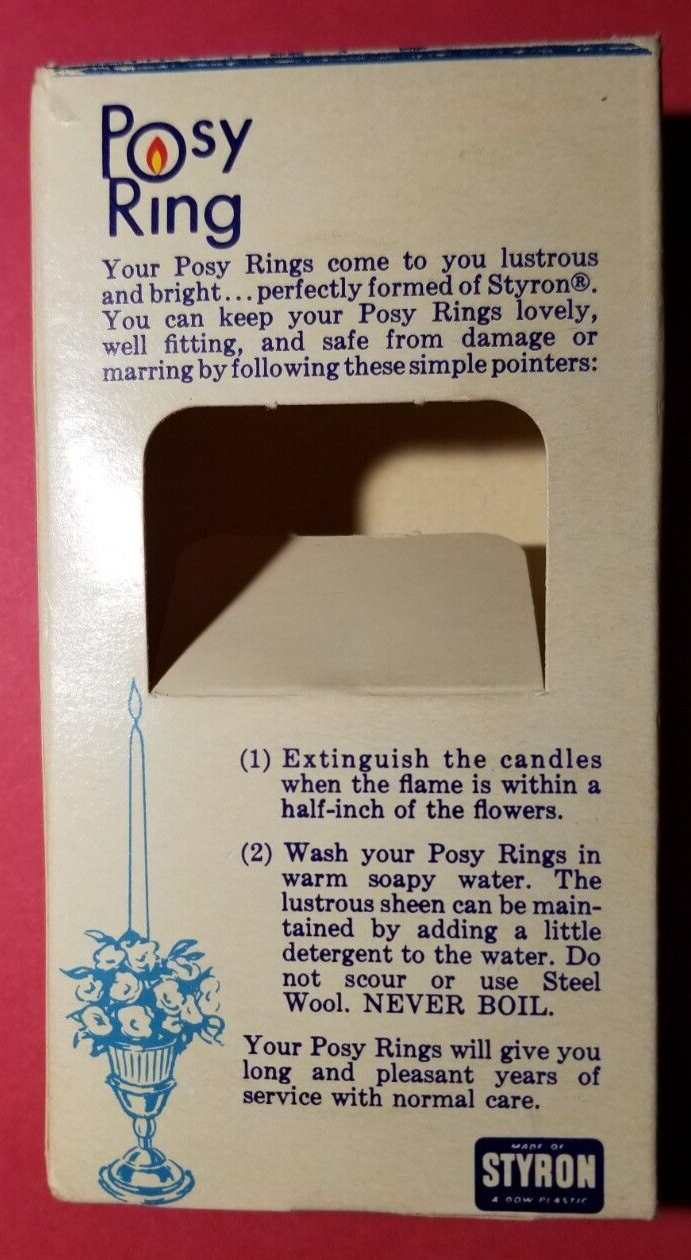 Posy
Ring
Your Posy Rings come to you lustrous
and bright... perfectly formed of Styron®.
You can keep your Posy Rings lovely,
well fitting, and safe from damage or
marring by following these simple pointers:
(1) Extinguish the candles
when the flame is within a
half-inch of the flowers.
(2) Wash your Posy Rings in
warm soapy water. The
lustrous sheen can be main-
tained by adding a little
detergent to the water. Do
not scour or use Steel
Wool. NEVER BOIL.
Your Posy Rings will give you
long and pleasant years of
service with normal care.
MADE OF
STYRON
A DOW PLASTIC